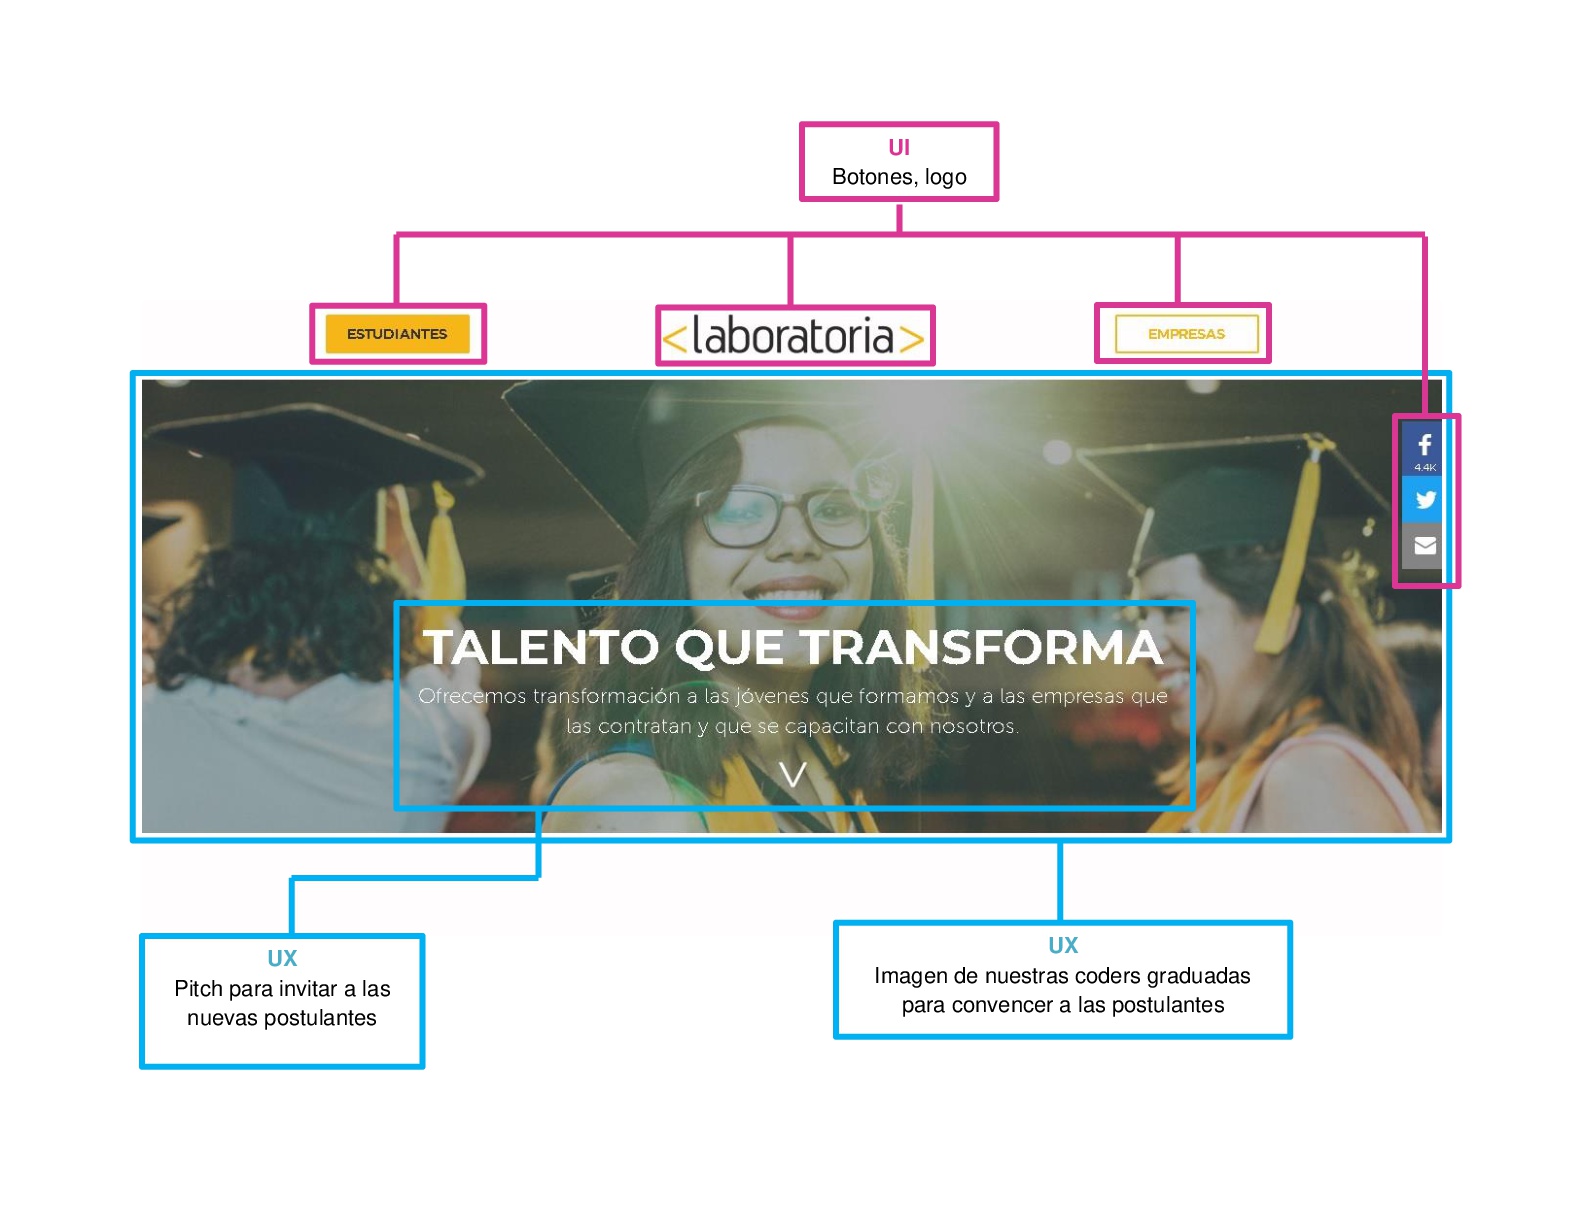 UI
Botones, logo
ESTUDIANTES
<laboratoria>
EMPRESAS
f
4.4K
TALENTO QUE TRANSFORMA
Ofrecemos transformación a las jóvenes que formamos y a las empresas que
las contratan y que se capacitan con nosotros.
UX
Pitch para invitar a las
nuevas postulantes
UX
Imagen de nuestras coders graduadas
para convencer a las postulantes